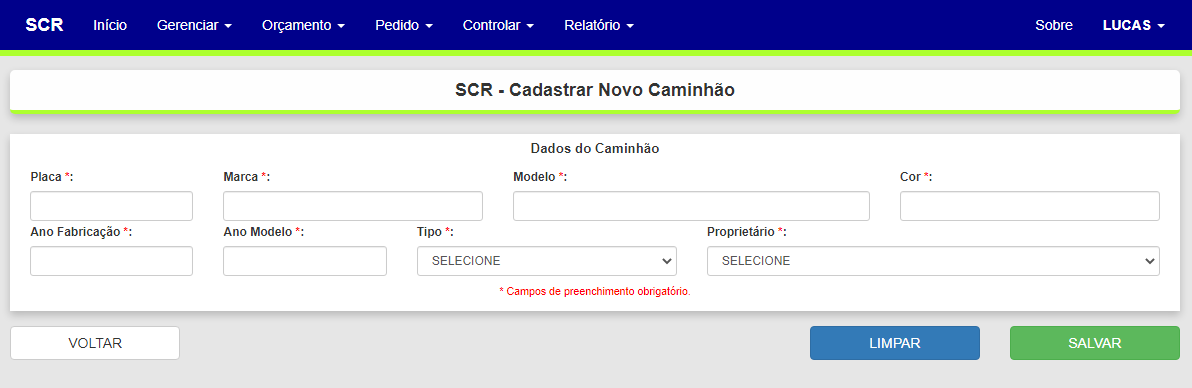 SCR Início Gerenciar Orçamento Pedido Controlar Relatório Sobre LUCAS
SCR - Cadastrar Novo Caminhão
Dados do Caminhão
Placa *: Marca *: Modelo *: Cor *:
Ano Fabricação *: Ano Modelo *: Tipo *: Proprietário *:
SELECIONE SELECIONE
* Campos de preenchimento obrigatório.
VOLTAR LIMPAR SALVAR